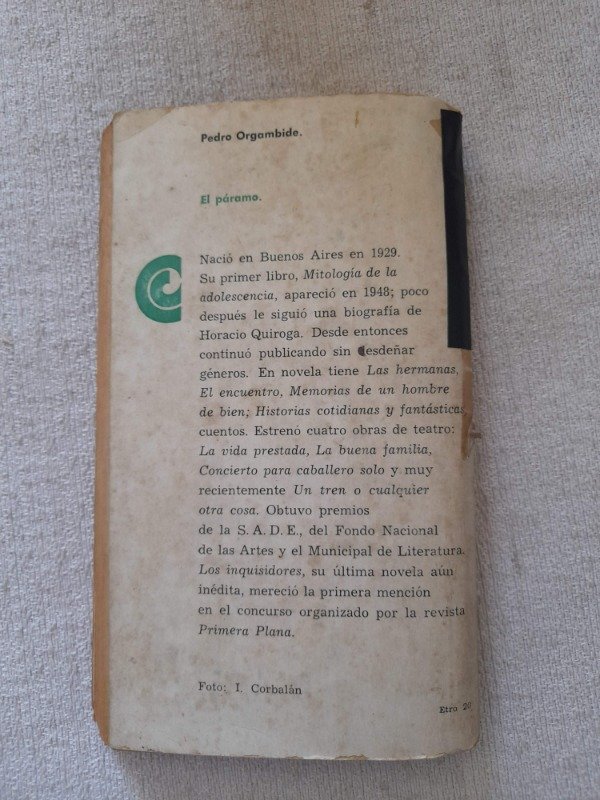 Pedro Orgambide.
El páramo.
Nació en Buenos Aires en 1929.
Su primer libro, Mitología de la
adolescencia, apareció en 1948; poco
después le siguió una biografía de
Horacio Quiroga. Desde entonces
continuó publicando sin desdeñar
géneros. En novela tiene Las hermanas,
El encuentro, Memorias de un hombre
de bien; Historias cotidianas y fantásticas,
cuentos. Estrenó cuatro obras de teatro:
La vida prestada, La buena familia,
Concierto para caballero solo y muy
recientemente Un tren o cualquier
otra cosa. Obtuvo premios
de la S.A.D.E., del Fondo Nacional
de las Artes y el Municipal de Literatura.
Los inquisidores, su última novela aún
inédita, mereció la primera mención
en el concurso organizado por la revista
Primera Plana.
Foto: I. Corbalán
Etra 20